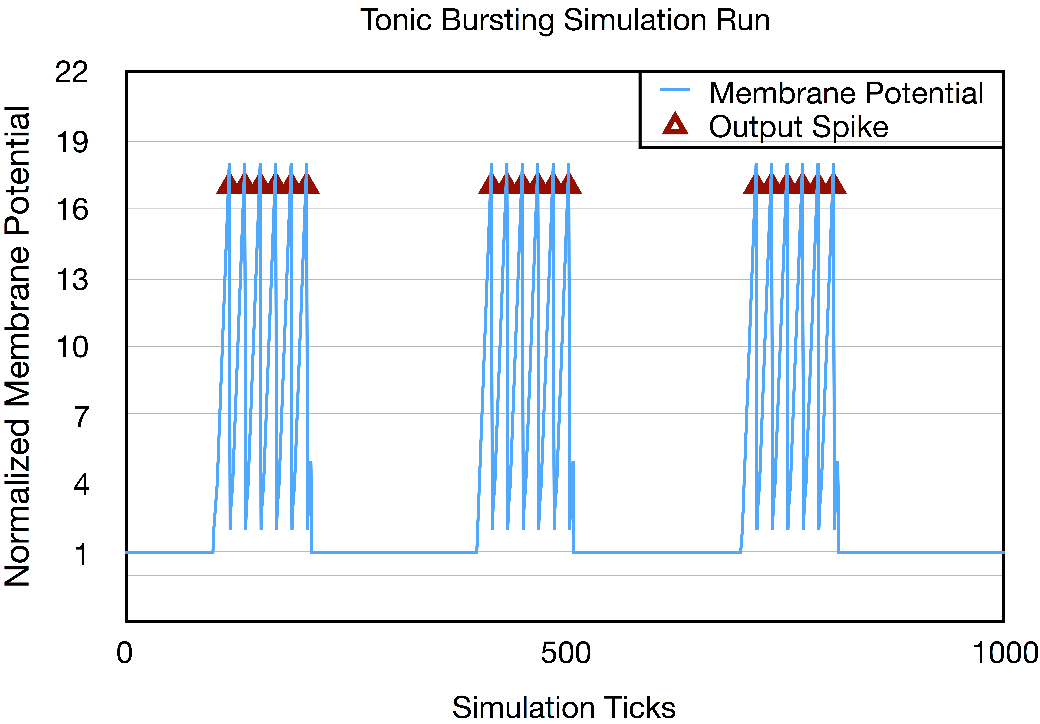 Tonic Bursting Simulation Run
Normalized Membrane Potential
22
19
16
13
10
7
4
1
Membrane Potential
Output Spike
0 500 1000
Simulation Ticks